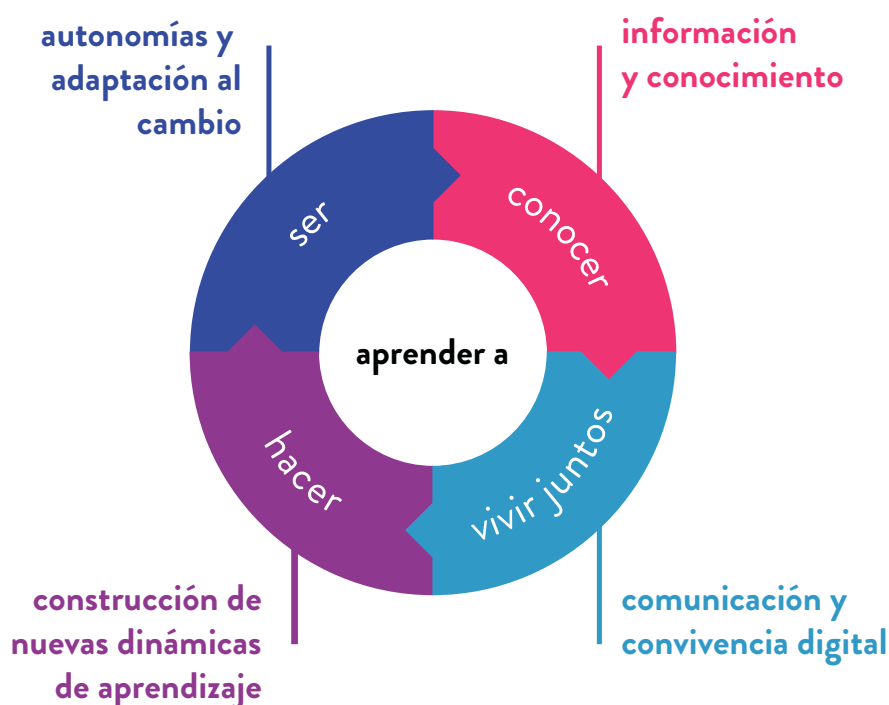 autonomías y
adaptación al
cambio
información
y conocimiento
ser
conocer
aprender a
hacer
vivir juntos
construcción de
nuevas dinámicas
de aprendizaje
comunicación y
convivencia digital